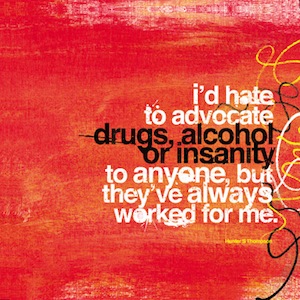 i'd hate
to advocate
drugs, alcohol
or insanity
to anyone, but
they've always
worked for me.
Hunter S Thompson